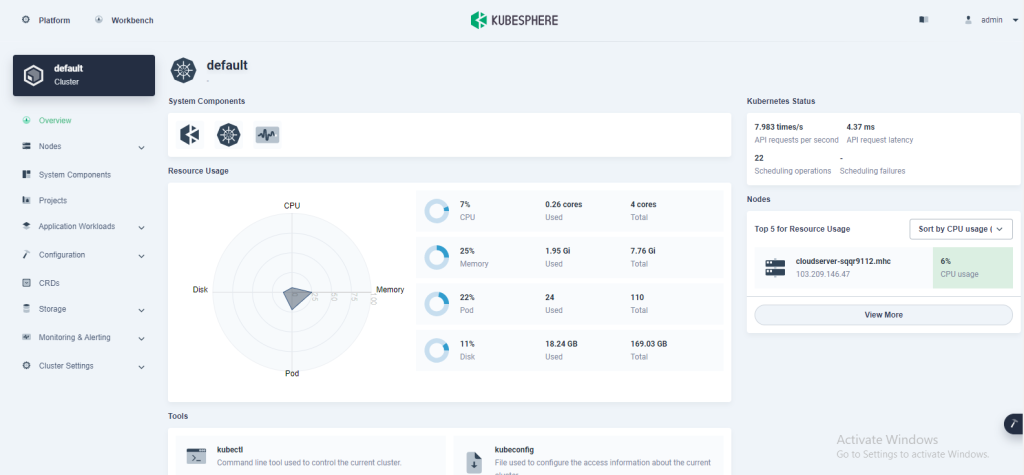 Platform
Workbench
KUBESPHERE
admin
default
Cluster
Overview
Nodes
System Components
Projects
Application Workloads
Configuration
CRDs
Storage
Monitoring & Alerting
Cluster Settings
default
-
System Components
Resource Usage
CPU
Disk
Memory
Pod
25
50
75
100
7%
CPU
0.26 cores
Used
4 cores
Total
25%
Memory
1.95 Gi
Used
7.76 Gi
Total
22%
Pod
24
Used
110
Total
11%
Disk
18.24 GB
Used
169.03 GB
Total
Tools
kubectl
Command line tool used to control the current cluster.
kubeconfig
File used to configure the access information about the current
cluster.
Kubernetes Status
7.983 times/s
API requests per second
4.37 ms
API request latency
22
Scheduling operations
-
Scheduling failures
Nodes
Top 5 for Resource Usage
Sort by CPU usage (
cloudserver-sqqr9112.mhc
103.209.146.47
6%
CPU usage
View More
Activate Windows
Go to Settings to activate Windows.